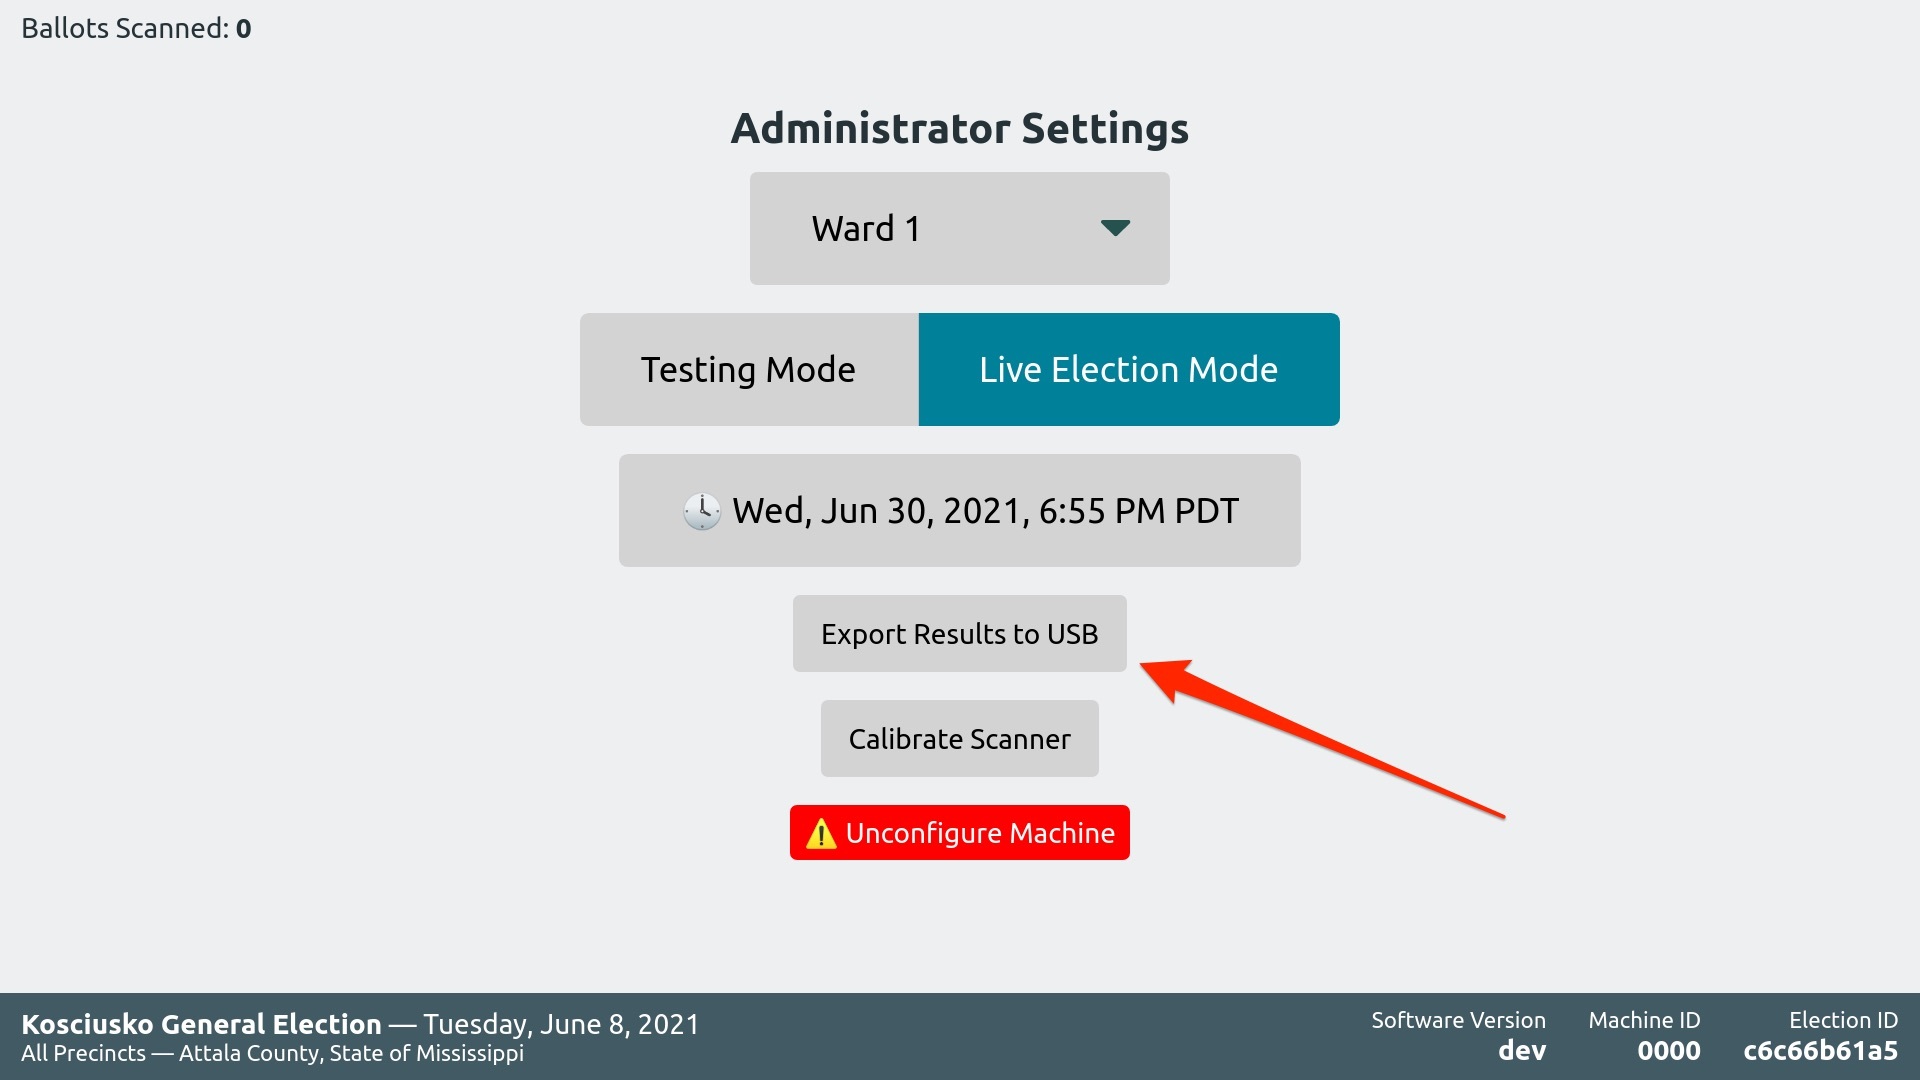 Ballots Scanned: 0
Administrator Settings
Ward 1
Testing Mode
Live Election Mode
Wed, Jun 30, 2021, 6:55 PM PDT
Export Results to USB
Calibrate Scanner
Unconfigure Machine
Kosciusko General Election — Tuesday, June 8, 2021
All Precincts — Attala County, State of Mississippi
Software Version
dev
Machine ID
0000
Election ID
c6c66b61a5